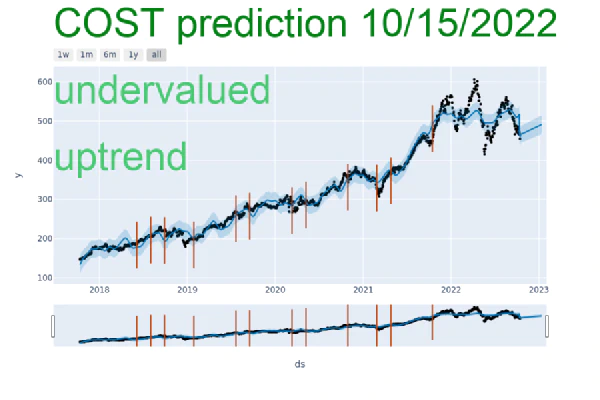 COST prediction 10/15/2022
1w 1m 6m 1y all
undervalued
uptrend
600
500
400
300
200
100
y
2018 2019 2020 2021 2022 2023
ds